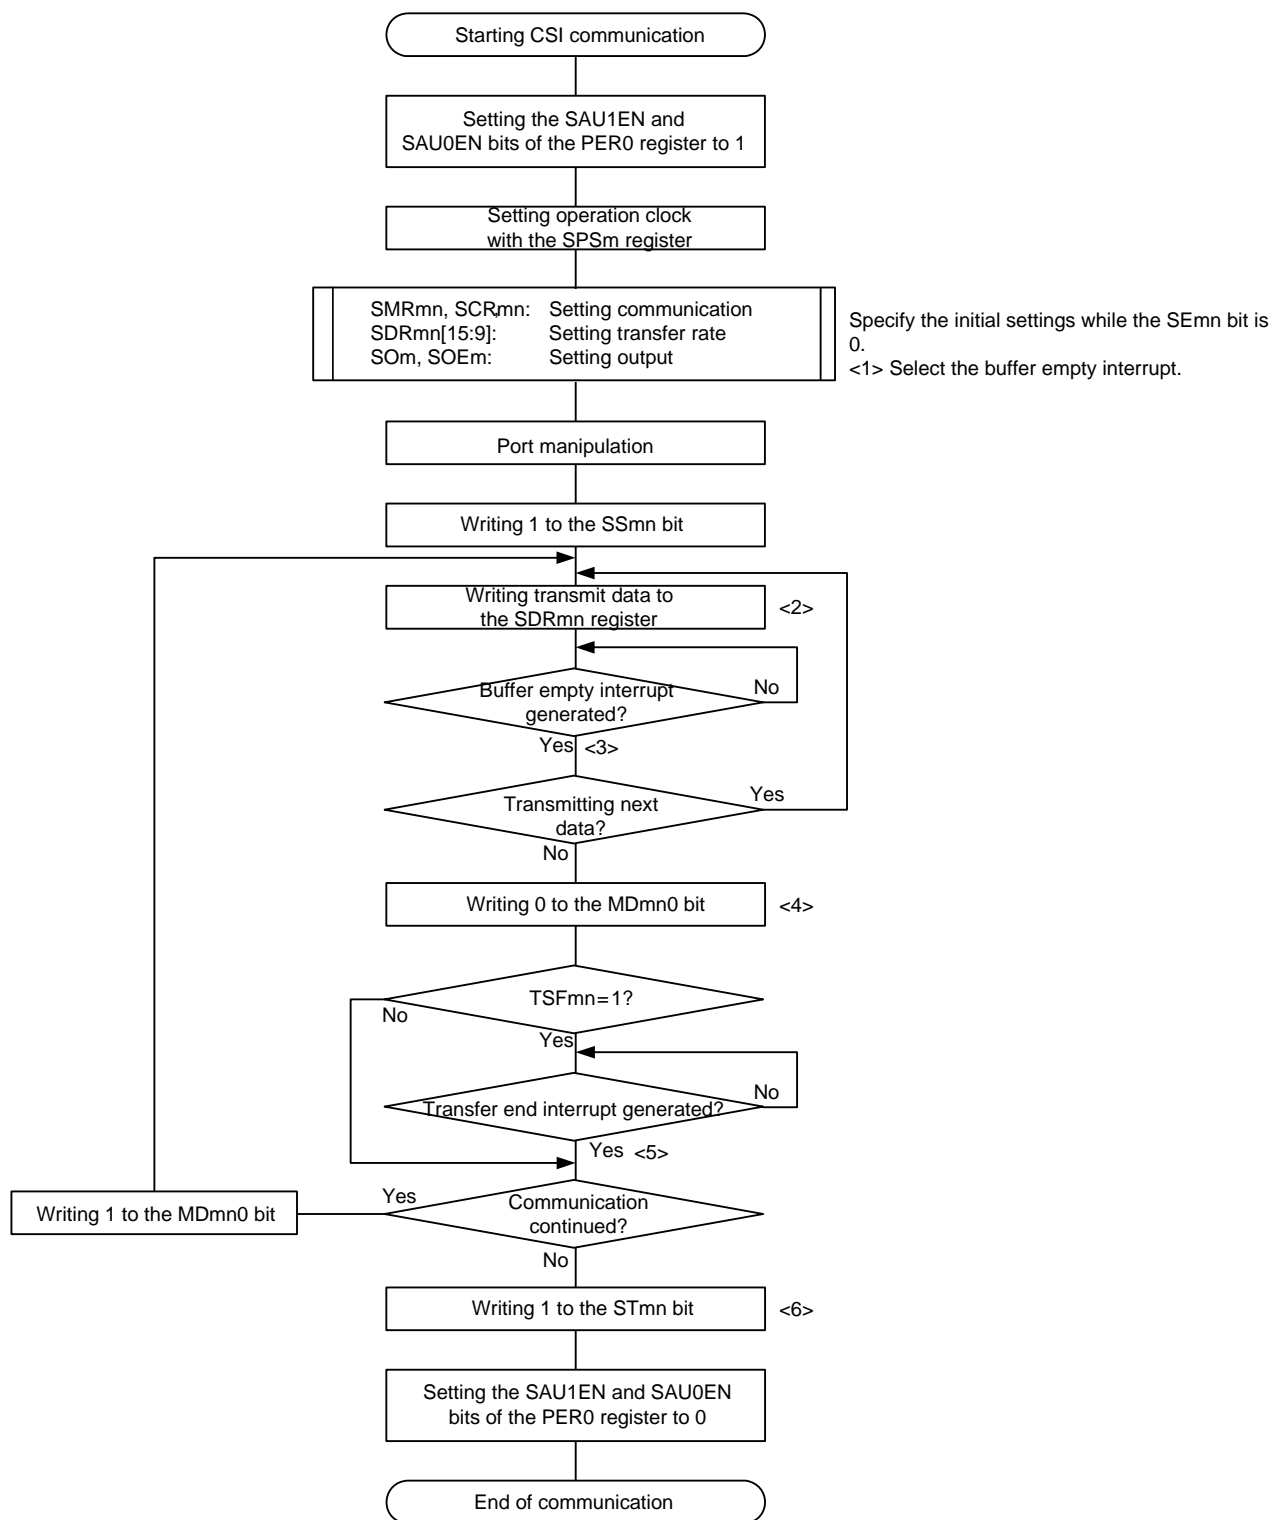 Starting CSI communication
Setting the SAU1EN and
SAU0EN bits of the PER0 register to 1
Setting operation clock
with the SPSm register
SMRmn, SCRmn: Setting communication
SDRmn[15:9]: Setting transfer rate
SOm, SOEm: Setting output
Specify the initial settings while the SEmn bit is
0.
<1> Select the buffer empty interrupt.
Port manipulation
Writing 1 to the SSmn bit
Writing transmit data to
the SDRmn register
<2>
Buffer empty interrupt
generated?
No
Yes <3>
Transmitting next
data?
Yes
No
Writing 0 to the MDmn0 bit
<4>
TSFmn=1?
No
Yes
Transfer end interrupt generated?
No
Yes <5>
Communication
continued?
Yes
Writing 1 to the MDmn0 bit
No
Writing 1 to the STmn bit
<6>
Setting the SAU1EN and SAU0EN
bits of the PER0 register to 0
End of communication